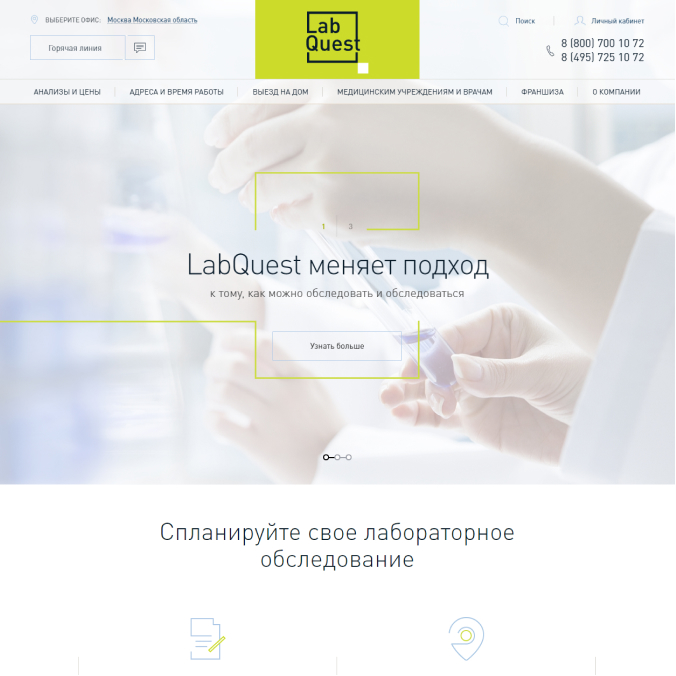 ВЫБЕРИТЕ ОФИС: Москва Московская область
Горячая линия
Lab
Quest
Поиск
Личный кабинет
8 (800) 700 10 72
8 (495) 725 10 72
АНАЛИЗЫ И ЦЕНЫ
АДРЕСА И ВРЕМЯ РАБОТЫ
ВЫЕЗД НА ДОМ
МЕДИЦИНСКИМ УЧРЕЖДЕНИЯМ И ВРАЧАМ
ФРАНШИЗА
О КОМПАНИИ
1 3
LabQuest меняет подход
к тому, как можно обследовать и обследоваться
Узнать больше
Спланируйте свое лабораторное
обследование